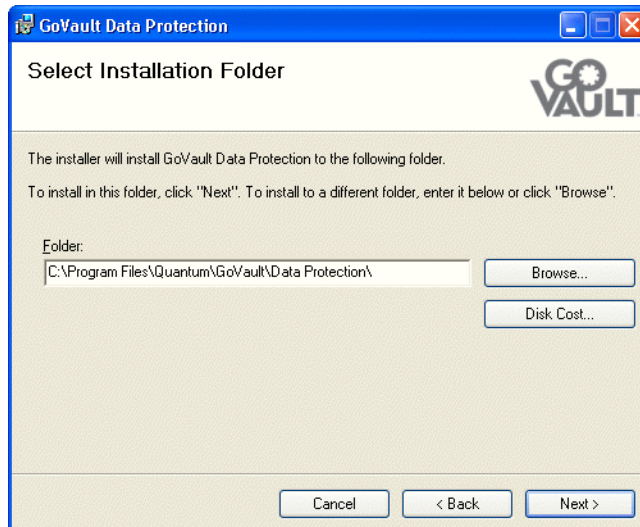 GoVault Data Protection
Select Installation Folder
GO
VAULT
The installer will install GoVault Data Protection to the following folder.
To install in this folder, click "Next". To install to a different folder, enter it below or click "Browse".
Folder:
C:\Program Files\Quantum\GoVault\Data Protection\
Browse...
Disk Cost...
Cancel
< Back
Next >